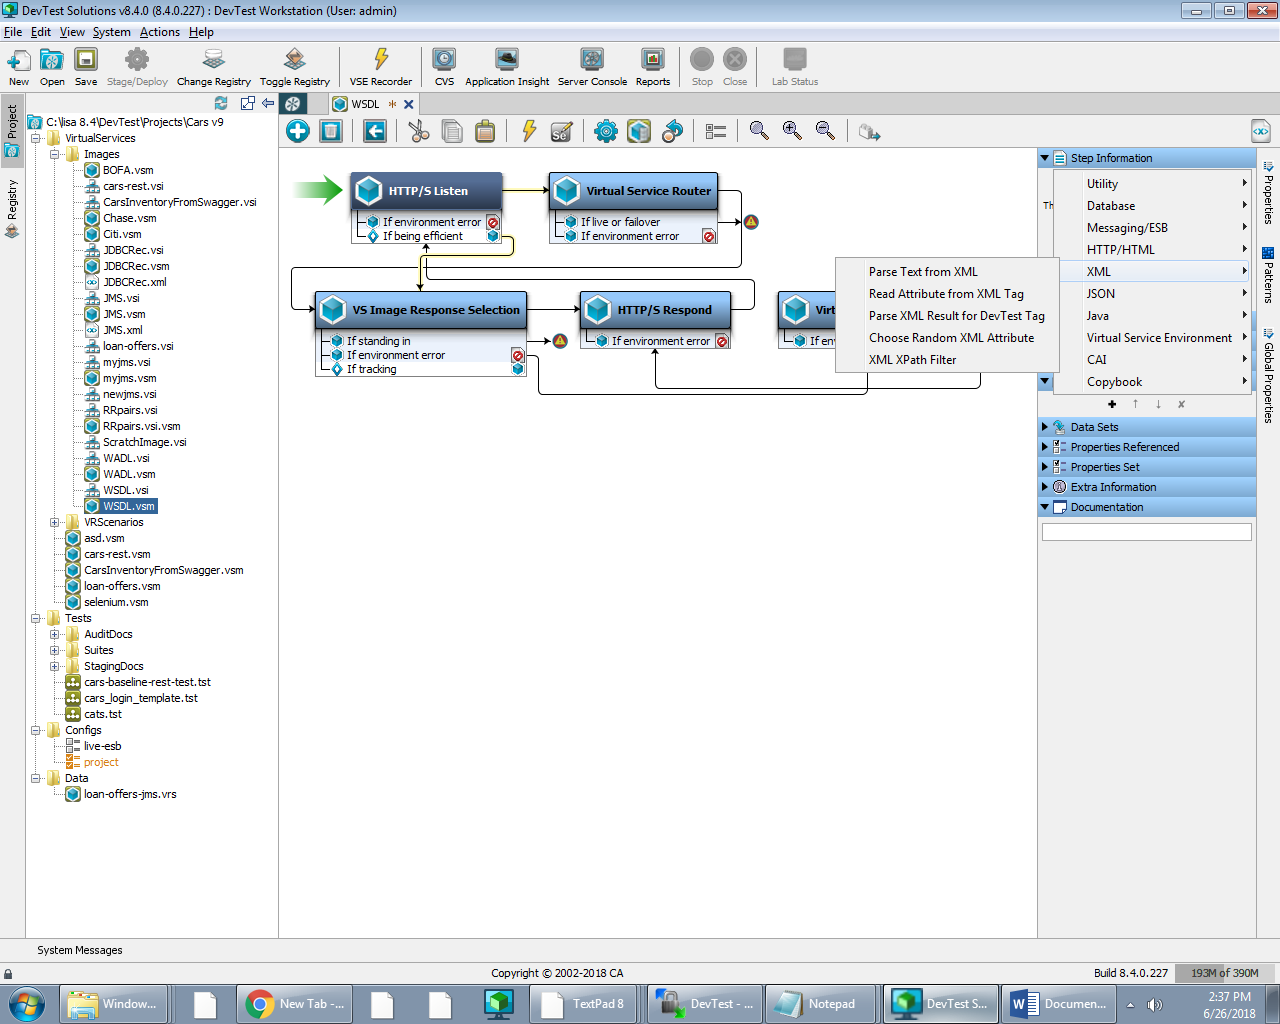 DevTest Solutions v8.4.0 (8.4.0.227) : DevTest Workstation (User: admin)
File Edit View System Actions Help
New Open Save Stage/Deploy Change Registry Toggle Registry VSE Recorder CVS Application Insight Server Console Reports Stop Close Lab Status
Project
Registry
C:\lisa 8.4\DevTest\Projects\Cars v9
VirtualServices
Images
BOFA.vsm
cars-rest.vsi
CarsInventoryFromSwagger.vsi
Chase.vsm
Citi.vsm
JDBCRec.vsi
JDBCRec.vsm
JDBCRec.xml
JMS.vsi
JMS.vsm
JMS.xml
loan-offers.vsi
myjms.vsi
myjms.vsm
newjms.vsi
RRpairs.vsi
RRpairs.vsi.vsm
ScratchImage.vsi
WADL.vsi
WADL.vsm
WSDL.vsi
WSDL.vsm
VRScenarios
asd.vsm
cars-rest.vsm
CarsInventoryFromSwagger.vsm
loan-offers.vsm
selenium.vsm
Tests
AuditDocs
Suites
StagingDocs
cars-baseline-rest-test.tst
cars_login_template.tst
cats.tst
Configs
live-esb
project
Data
loan-offers-jms.vrs
WSDL *
Se
HTTP/S Listen
If environment error
If being efficient
Virtual Service Router
If live or failover
If environment error
VS Image Response Selection
If standing in
If environment error
If tracking
HTTP/S Respond
If environment error
Virt
If env
Parse Text from XML
Read Attribute from XML Tag
Parse XML Result for DevTest Tag
Choose Random XML Attribute
XML XPath Filter
Step Information
Th
Utility
Database
Messaging/ESB
HTTP/HTML
XML
JSON
Java
Virtual Service Environment
CAI
Copybook
Data Sets
Properties Referenced
Properties Set
Extra Information
Documentation
Properties
Patterns
Global Properties
System Messages
Copyright © 2002-2018 CA
Build 8.4.0.227
193M of 390M
Window...
New Tab - ...
TextPad 8
DevTest - ...
Notepad
DevTest S...
Documen...
2:37 PM
6/26/2018